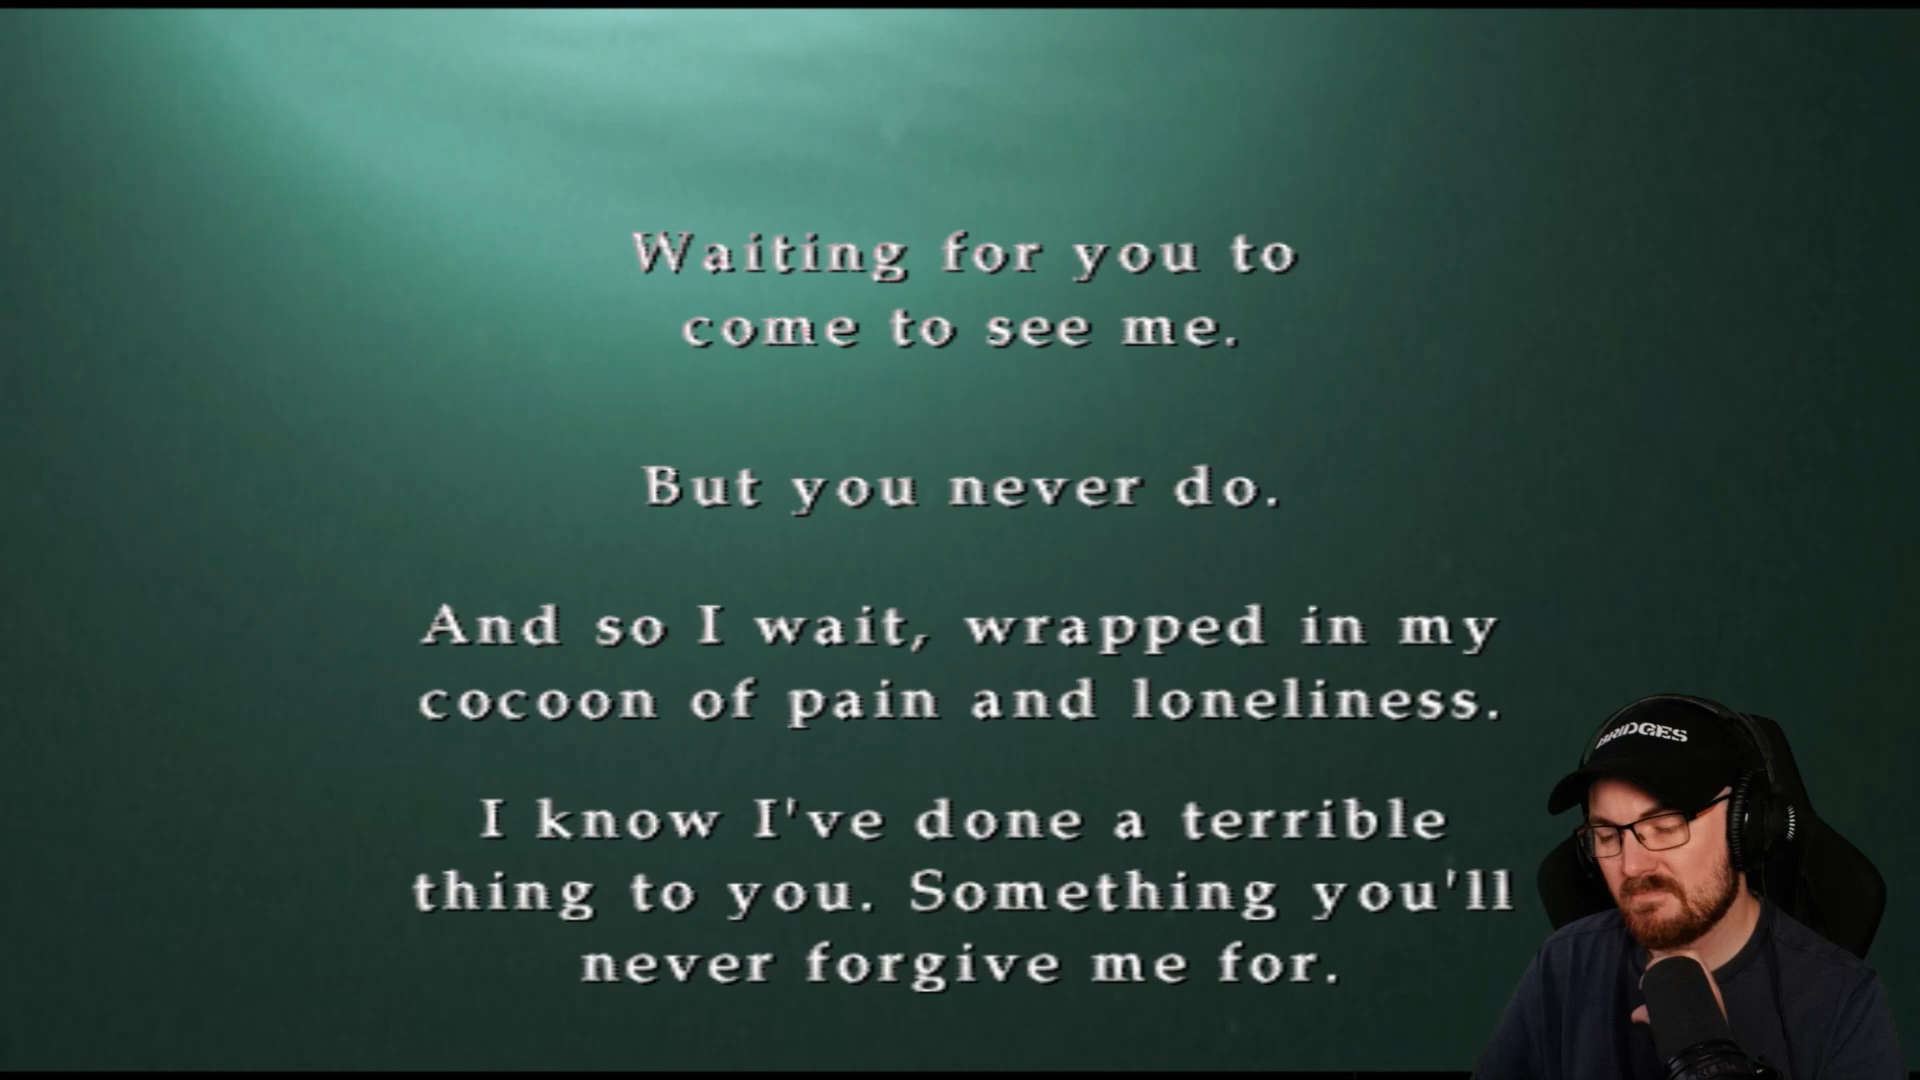 Waiting for you to
come to see me.
But you never do.
And so I wait, wrapped in my
cocoon of pain and loneliness.
I know I've done a terrible
thing to you. Something you'll
never forgive me for.
BRIDGES